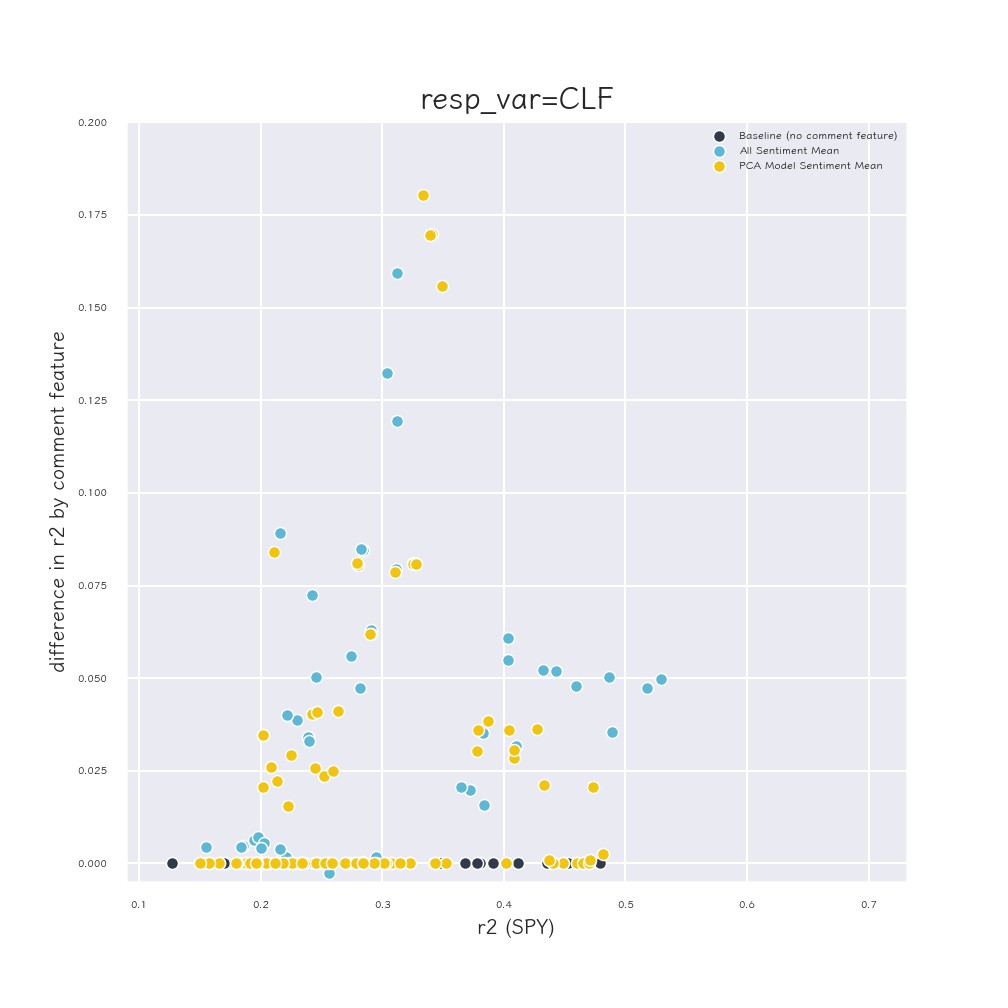 resp_var=CLF
Baseline (no comment feature)
All Sentiment Mean
PCA Model Sentiment Mean
difference in r2 by comment feature
0.200
0.175
0.150
0.125
0.100
0.075
0.050
0.025
0.000
0.1 0.2 0.3 0.4 0.5 0.6 0.7
r2 (SPY)